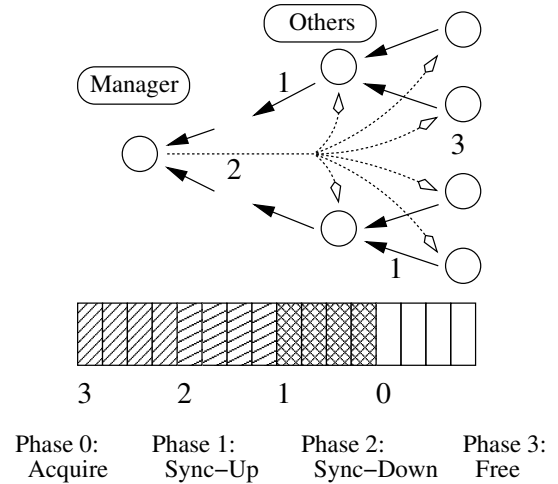 Others
Manager
1
2
3
1
3 2 1 0
Phase 0: Phase 1: Phase 2: Phase 3:
Acquire Sync-Up Sync-Down Free